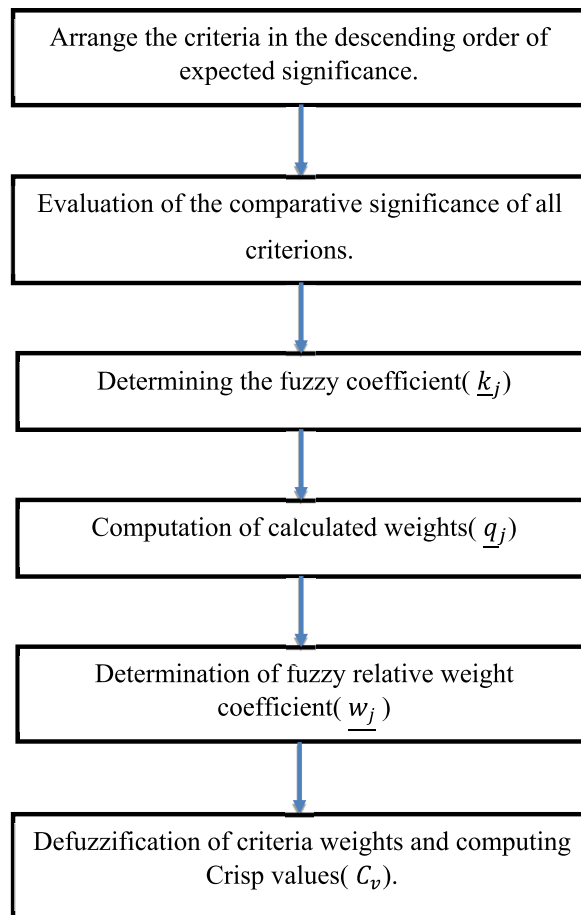 Arrange the criteria in the descending order of
expected significance.
Evaluation of the comparative significance of all
criterions.
Determining the fuzzy coefficient( k_j)
Computation of calculated weights( q_j)
Determination of fuzzy relative weight
coefficient( w_j )
Defuzzification of criteria weights and computing
Crisp values( C_v).